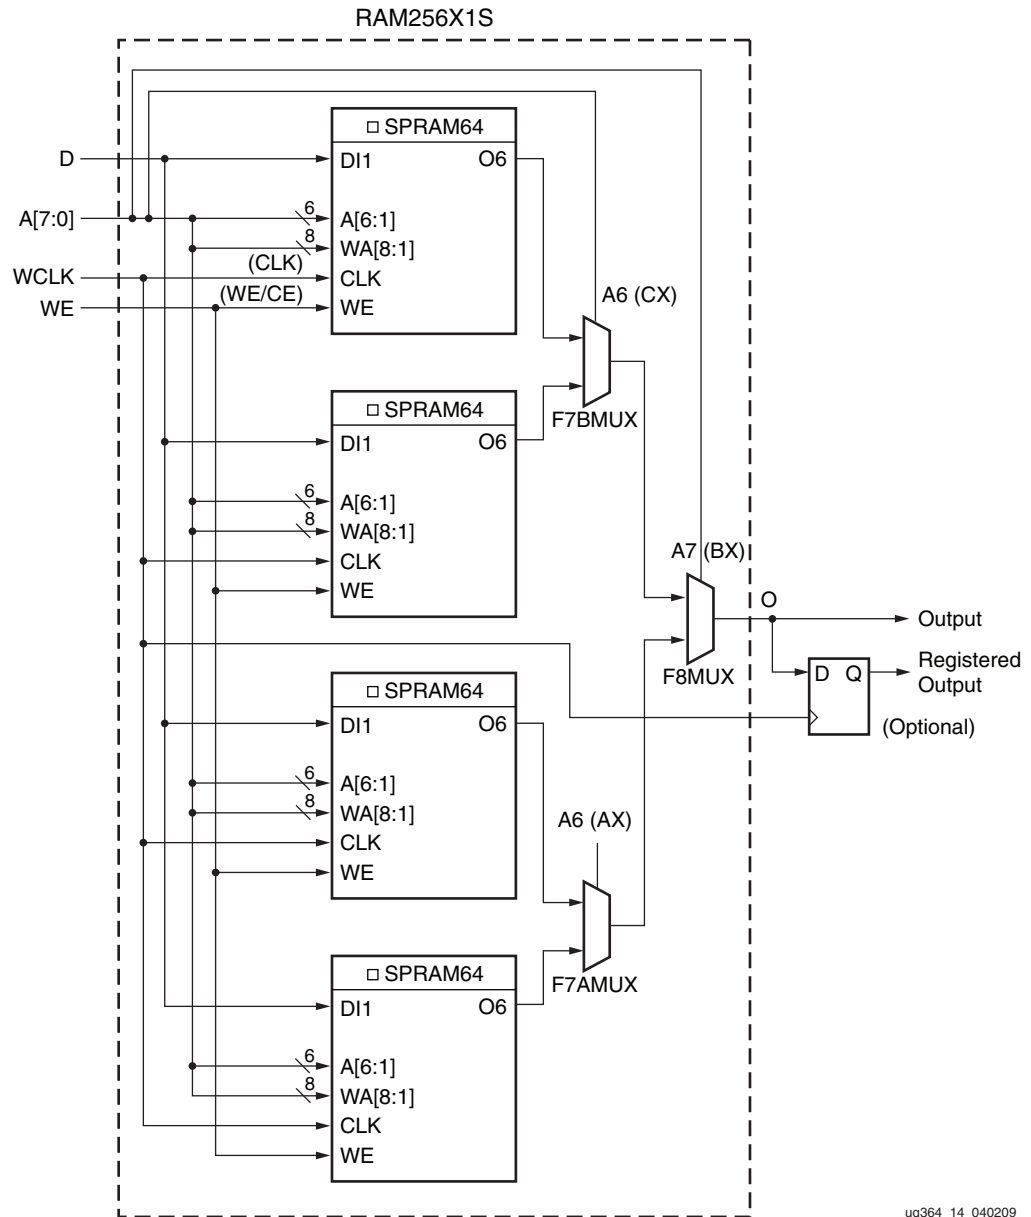 RAM256X1S
D
A[7:0]
WCLK
WE
(CLK)
(WE/CE)
SPRAM64
DI1
O6
6
A[6:1]
8
WA[8:1]
CLK
WE
A6 (CX)
F7BMUX
SPRAM64
DI1
O6
6
A[6:1]
8
WA[8:1]
CLK
WE
A7 (BX)
F8MUX
O
Output
D Q
Registered
Output
(Optional)
SPRAM64
DI1
O6
6
A[6:1]
8
WA[8:1]
CLK
WE
A6 (AX)
F7AMUX
SPRAM64
DI1
O6
6
A[6:1]
8
WA[8:1]
CLK
WE
ug364_14_040209